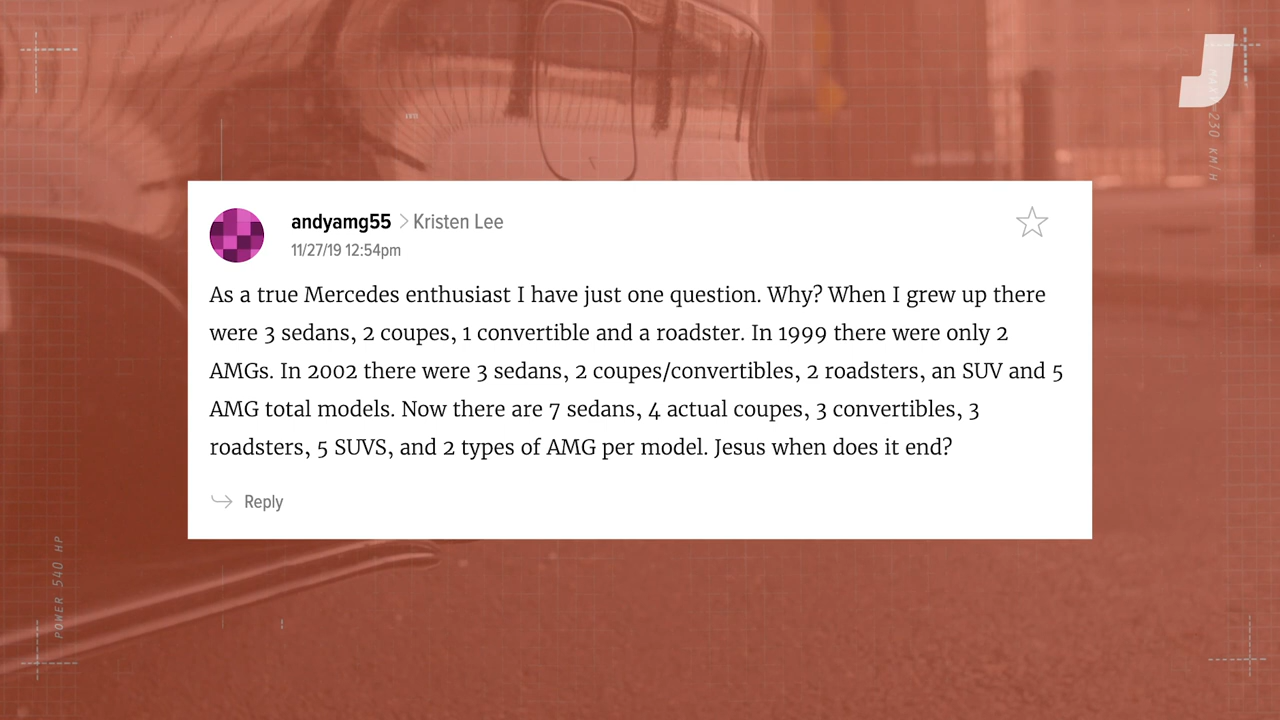 J
MAX. 230 KM/H
andyamg55 > Kristen Lee
11/27/19 12:54pm
As a true Mercedes enthusiast I have just one question. Why? When I grew up there
were 3 sedans, 2 coupes, 1 convertible and a roadster. In 1999 there were only 2
AMGs. In 2002 there were 3 sedans, 2 coupes/convertibles, 2 roadsters, an SUV and 5
AMG total models. Now there are 7 sedans, 4 actual coupes, 3 convertibles, 3
roadsters, 5 SUVS, and 2 types of AMG per model. Jesus when does it end?
Reply
POWER 540 HP